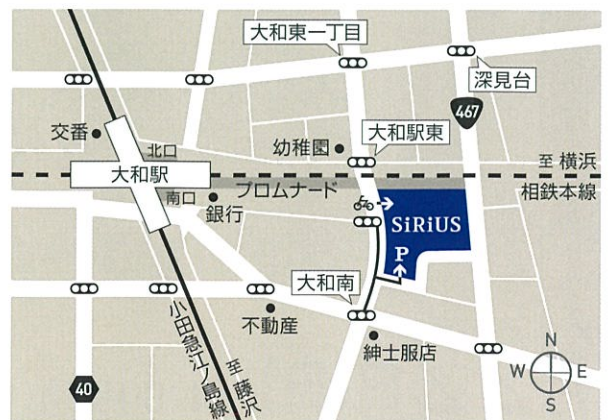 大和東一丁目
深見台
467
交番
北口
幼稚園
大和駅東
至 横浜
大和駅
プロムナード
相鉄本線
南口
銀行
SiRiUS
P
大和南
不動産
紳士服店
小田急江ノ島線
至 藤沢
40
N
W
E
S